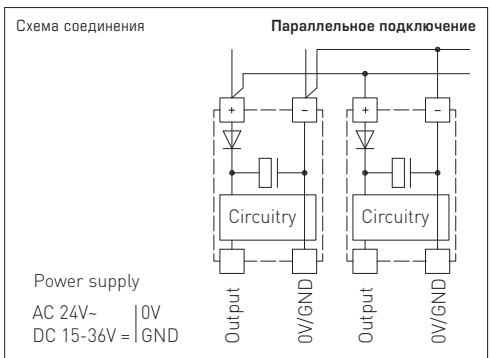 Схема соединения
Параллельное подключение
+ − + −
Circuitry Circuitry
Power supply
AC 24V~ | 0V
DC 15-36V = | GND
Output
0V/GND
Output
0V/GND